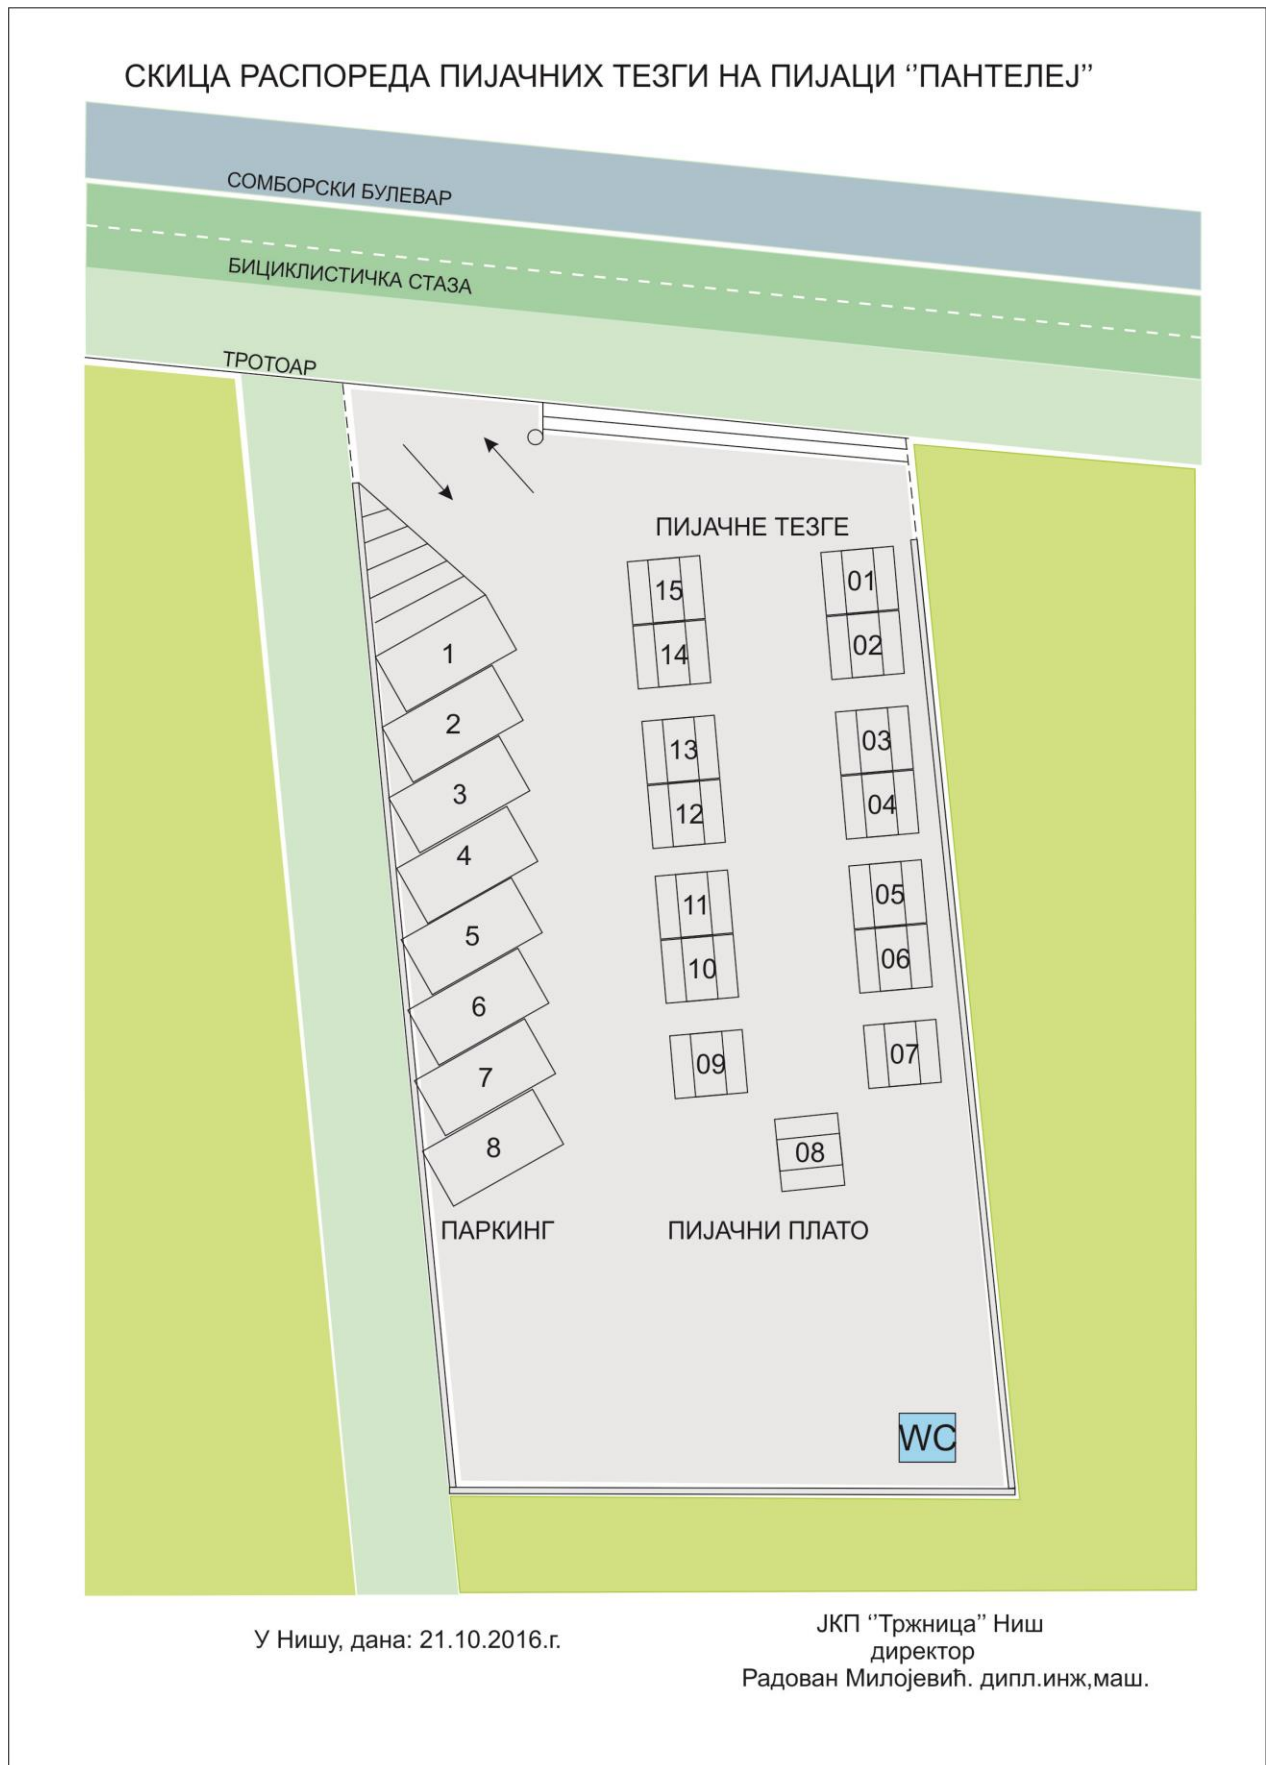 СКИЦА РАСПОРЕДА ПИЈАЧНИХ ТЕЗГИ НА ПИЈАЦИ ‘’ПАНТЕЛЕЈ’’
СОМБОРСКИ БУЛЕВАР
БИЦИКЛИСТИЧКА СТАЗА
ТРОТОАР
ПИЈАЧНЕ ТЕЗГЕ
15
01
14
02
1
2
13
03
3
12
04
4
11
05
5
10
06
6
09
07
7
8
08
ПАРКИНГ
ПИЈАЧНИ ПЛАТО
WC
У Нишу, дана: 21.10.2016.г.
ЈКП ‘’Тржница’’ Ниш
директор
Радован Милојевић. дипл.инж,маш.